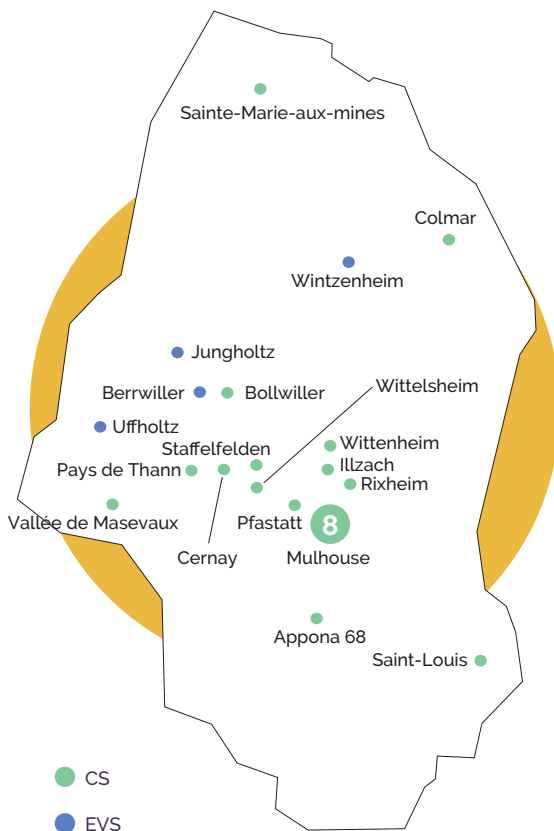 Sainte-Marie-aux-mines
Colmar
Wintzenheim
Jungholtz
Berrwiller
Bollwiller
Wittelsheim
Uffholtz
Staffelfelden
Wittenheim
Pays de Thann
Illzach
Rixheim
Vallée de Masevaux
Pfastatt
8
Cernay
Mulhouse
Appona 68
Saint-Louis
CS
EVS